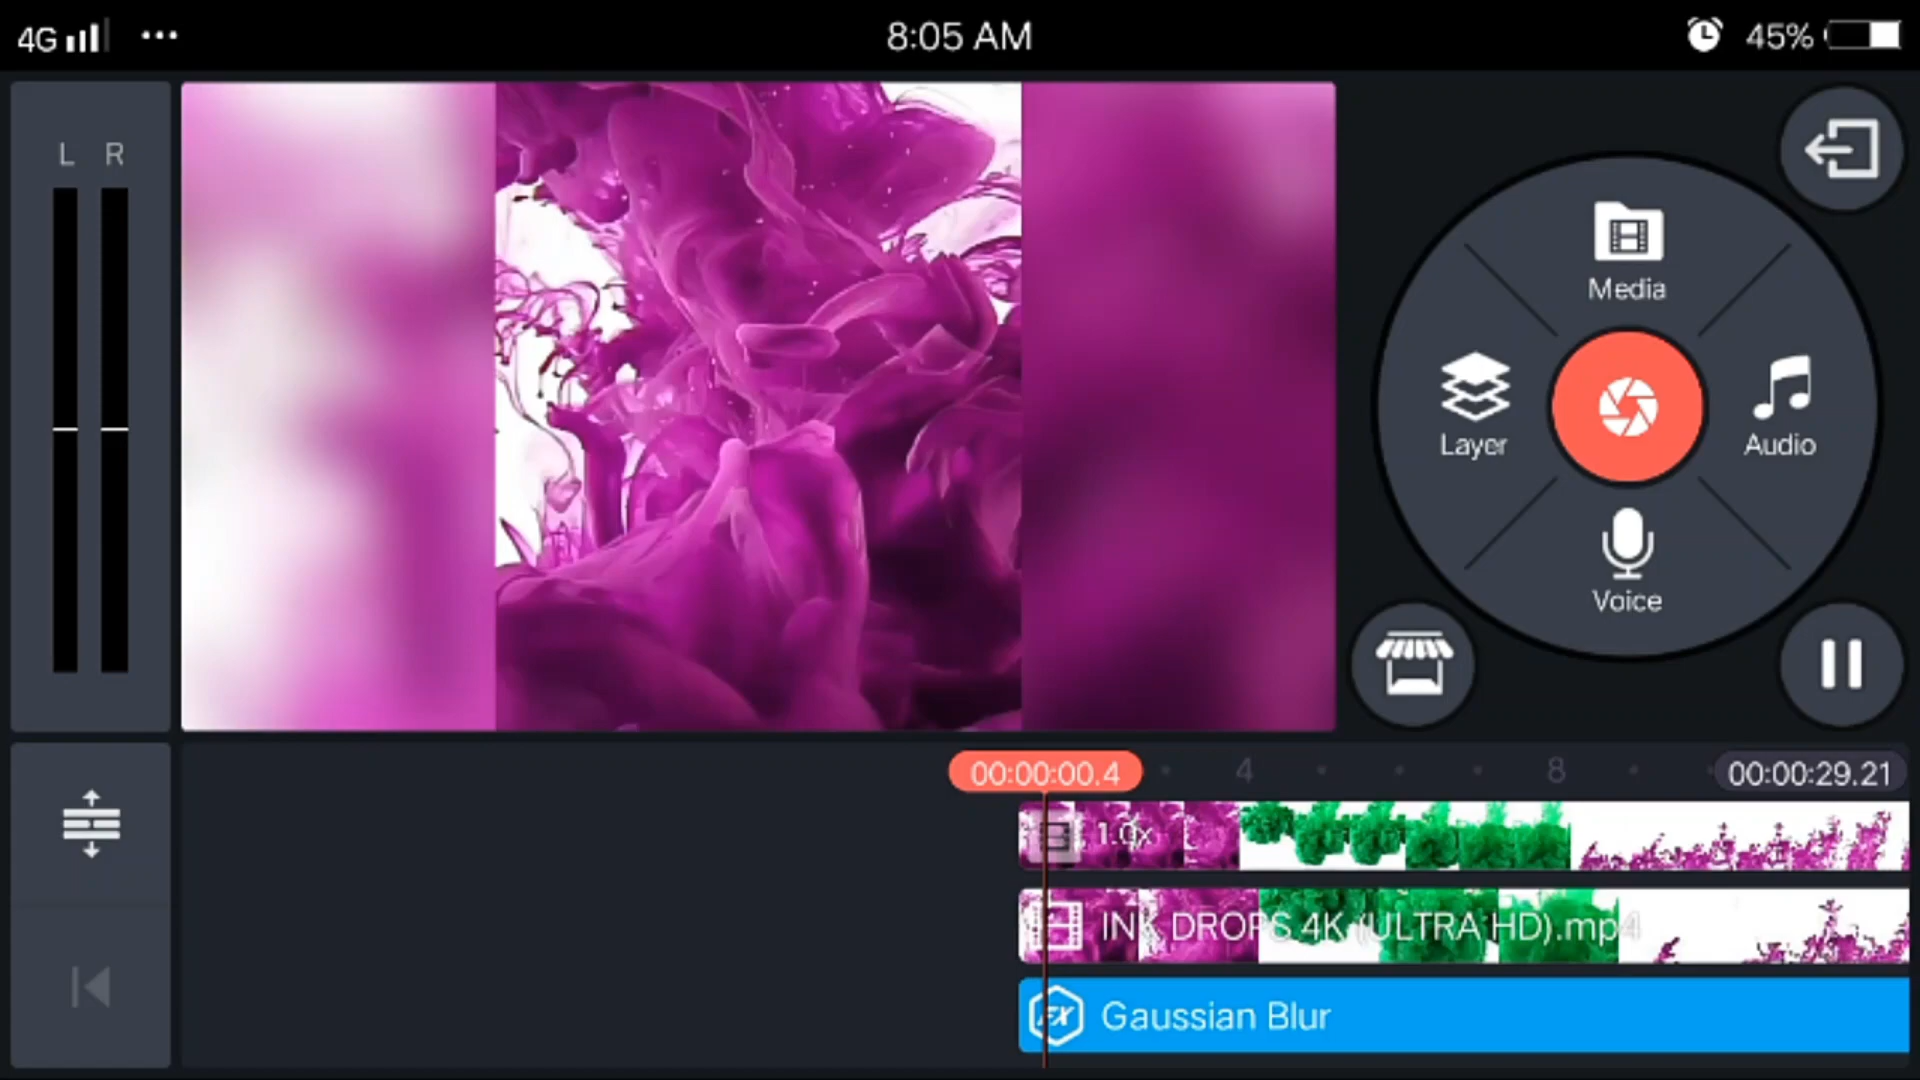 4G ••• 8:05 AM 45%
L R
Media
Layer
Audio
Voice
00:00:00.4 4 8 00:00:29.21
1.0x
INK DROPS 4K (ULTRA HD).mp4
FX Gaussian Blur